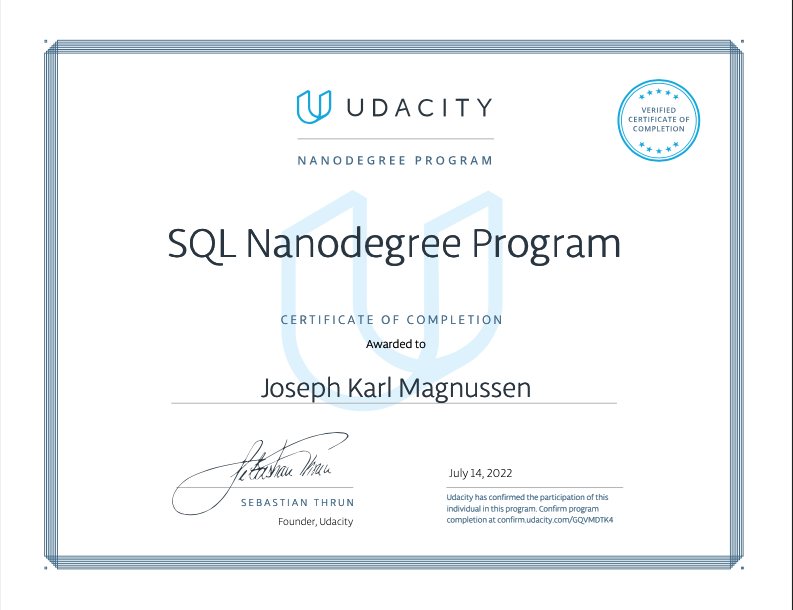 UDACITY
NANODEGREE PROGRAM
VERIFIED
CERTIFICATE OF
COMPLETION
SQL Nanodegree Program
CERTIFICATE OF COMPLETION
Awarded to
Joseph Karl Magnussen
Sebastian Thrun
SEBASTIAN THRUN
Founder, Udacity
July 14, 2022
Udacity has confirmed the participation of this
individual in this program. Confirm program
completion at confirm.udacity.com/GQVMDTK4